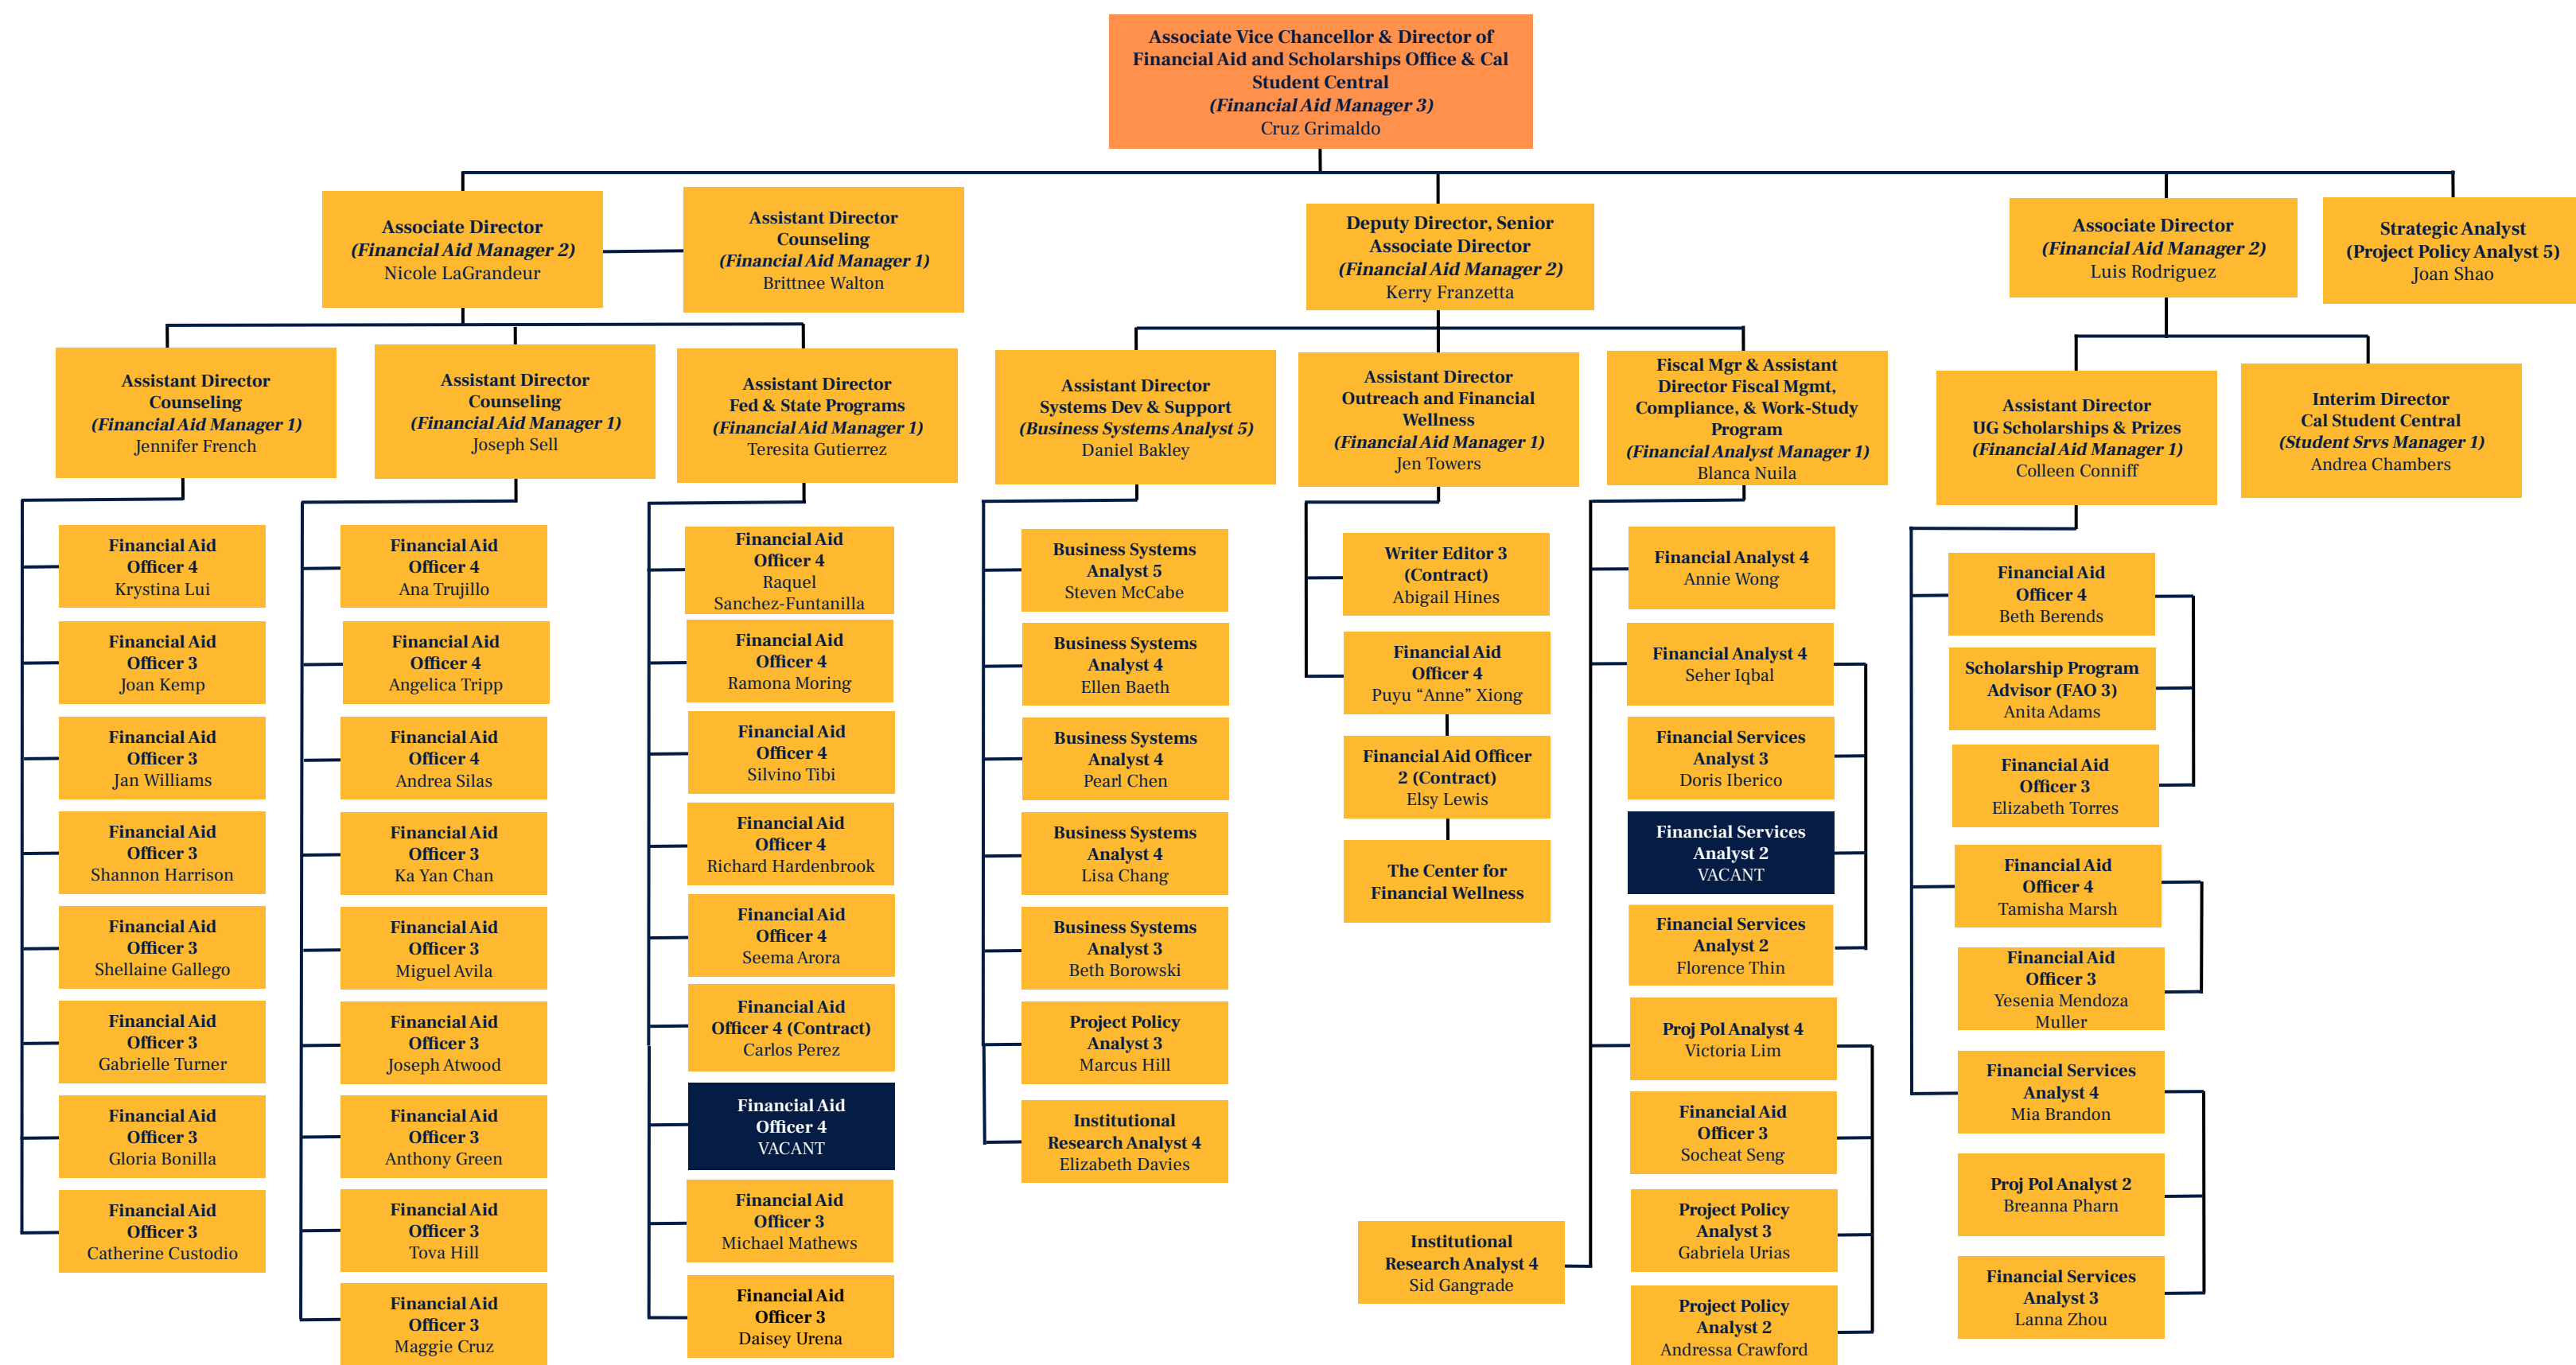 Associate Vice Chancellor & Director of
Financial Aid and Scholarships Office & Cal
Student Central
(Financial Aid Manager 3)
Cruz Grimaldo
Associate Director
(Financial Aid Manager 2)
Nicole LaGrandeur
Assistant Director
Counseling
(Financial Aid Manager 1)
Brittnee Walton
Deputy Director, Senior
Associate Director
(Financial Aid Manager 2)
Kerry Franzetta
Associate Director
(Financial Aid Manager 2)
Luis Rodriguez
Strategic Analyst
(Project Policy Analyst 5)
Joan Shao
Assistant Director
Counseling
(Financial Aid Manager 1)
Jennifer French
Assistant Director
Counseling
(Financial Aid Manager 1)
Joseph Sell
Assistant Director
Fed & State Programs
(Financial Aid Manager 1)
Teresita Gutierrez
Assistant Director
Systems Dev & Support
(Business Systems Analyst 5)
Daniel Bakley
Assistant Director
Outreach and Financial
Wellness
(Financial Aid Manager 1)
Jen Towers
Fiscal Mgr & Assistant
Director Fiscal Mgmt,
Compliance, & Work-Study
Program
(Financial Analyst Manager 1)
Blanca Nuila
Assistant Director
UG Scholarships & Prizes
(Financial Aid Manager 1)
Colleen Conniff
Interim Director
Cal Student Central
(Student Srvs Manager 1)
Andrea Chambers
Financial Aid
Officer 4
Krystina Lui
Financial Aid
Officer 3
Joan Kemp
Financial Aid
Officer 3
Jan Williams
Financial Aid
Officer 3
Shannon Harrison
Financial Aid
Officer 3
Shellaine Gallego
Financial Aid
Officer 3
Gabrielle Turner
Financial Aid
Officer 3
Gloria Bonilla
Financial Aid
Officer 3
Catherine Custodio
Financial Aid
Officer 4
Ana Trujillo
Financial Aid
Officer 4
Angelica Tripp
Financial Aid
Officer 4
Andrea Silas
Financial Aid
Officer 3
Ka Yan Chan
Financial Aid
Officer 3
Miguel Avila
Financial Aid
Officer 3
Joseph Atwood
Financial Aid
Officer 3
Anthony Green
Financial Aid
Officer 3
Tova Hill
Financial Aid
Officer 3
Maggie Cruz
Financial Aid
Officer 4
Raquel
Sanchez-Funtanilla
Financial Aid
Officer 4
Ramona Moring
Financial Aid
Officer 4
Silvino Tibi
Financial Aid
Officer 4
Richard Hardenbrook
Financial Aid
Officer 4
Seema Arora
Financial Aid
Officer 4 (Contract)
Carlos Perez
Financial Aid
Officer 4
VACANT
Financial Aid
Officer 3
Michael Mathews
Financial Aid
Officer 3
Daisey Urena
Business Systems
Analyst 5
Steven McCabe
Business Systems
Analyst 4
Ellen Baeth
Business Systems
Analyst 4
Pearl Chen
Business Systems
Analyst 4
Lisa Chang
Business Systems
Analyst 3
Beth Borowski
Project Policy
Analyst 3
Marcus Hill
Institutional
Research Analyst 4
Elizabeth Davies
Writer Editor 3
(Contract)
Abigail Hines
Financial Aid
Officer 4
Puyu “Anne” Xiong
Financial Aid Officer
2 (Contract)
Elsy Lewis
The Center for
Financial Wellness
Institutional
Research Analyst 4
Sid Gangrade
Financial Analyst 4
Annie Wong
Financial Analyst 4
Seher Iqbal
Financial Services
Analyst 3
Doris Iberico
Financial Services
Analyst 2
VACANT
Financial Services
Analyst 2
Florence Thin
Proj Pol Analyst 4
Victoria Lim
Financial Aid
Officer 3
Socheat Seng
Project Policy
Analyst 3
Gabriela Urias
Project Policy
Analyst 2
Andressa Crawford
Financial Aid
Officer 4
Beth Berends
Scholarship Program
Advisor (FAO 3)
Anita Adams
Financial Aid
Officer 3
Elizabeth Torres
Financial Aid
Officer 4
Tamisha Marsh
Financial Aid
Officer 3
Yesenia Mendoza
Muller
Financial Services
Analyst 4
Mia Brandon
Proj Pol Analyst 2
Breanna Pharn
Financial Services
Analyst 3
Lanna Zhou